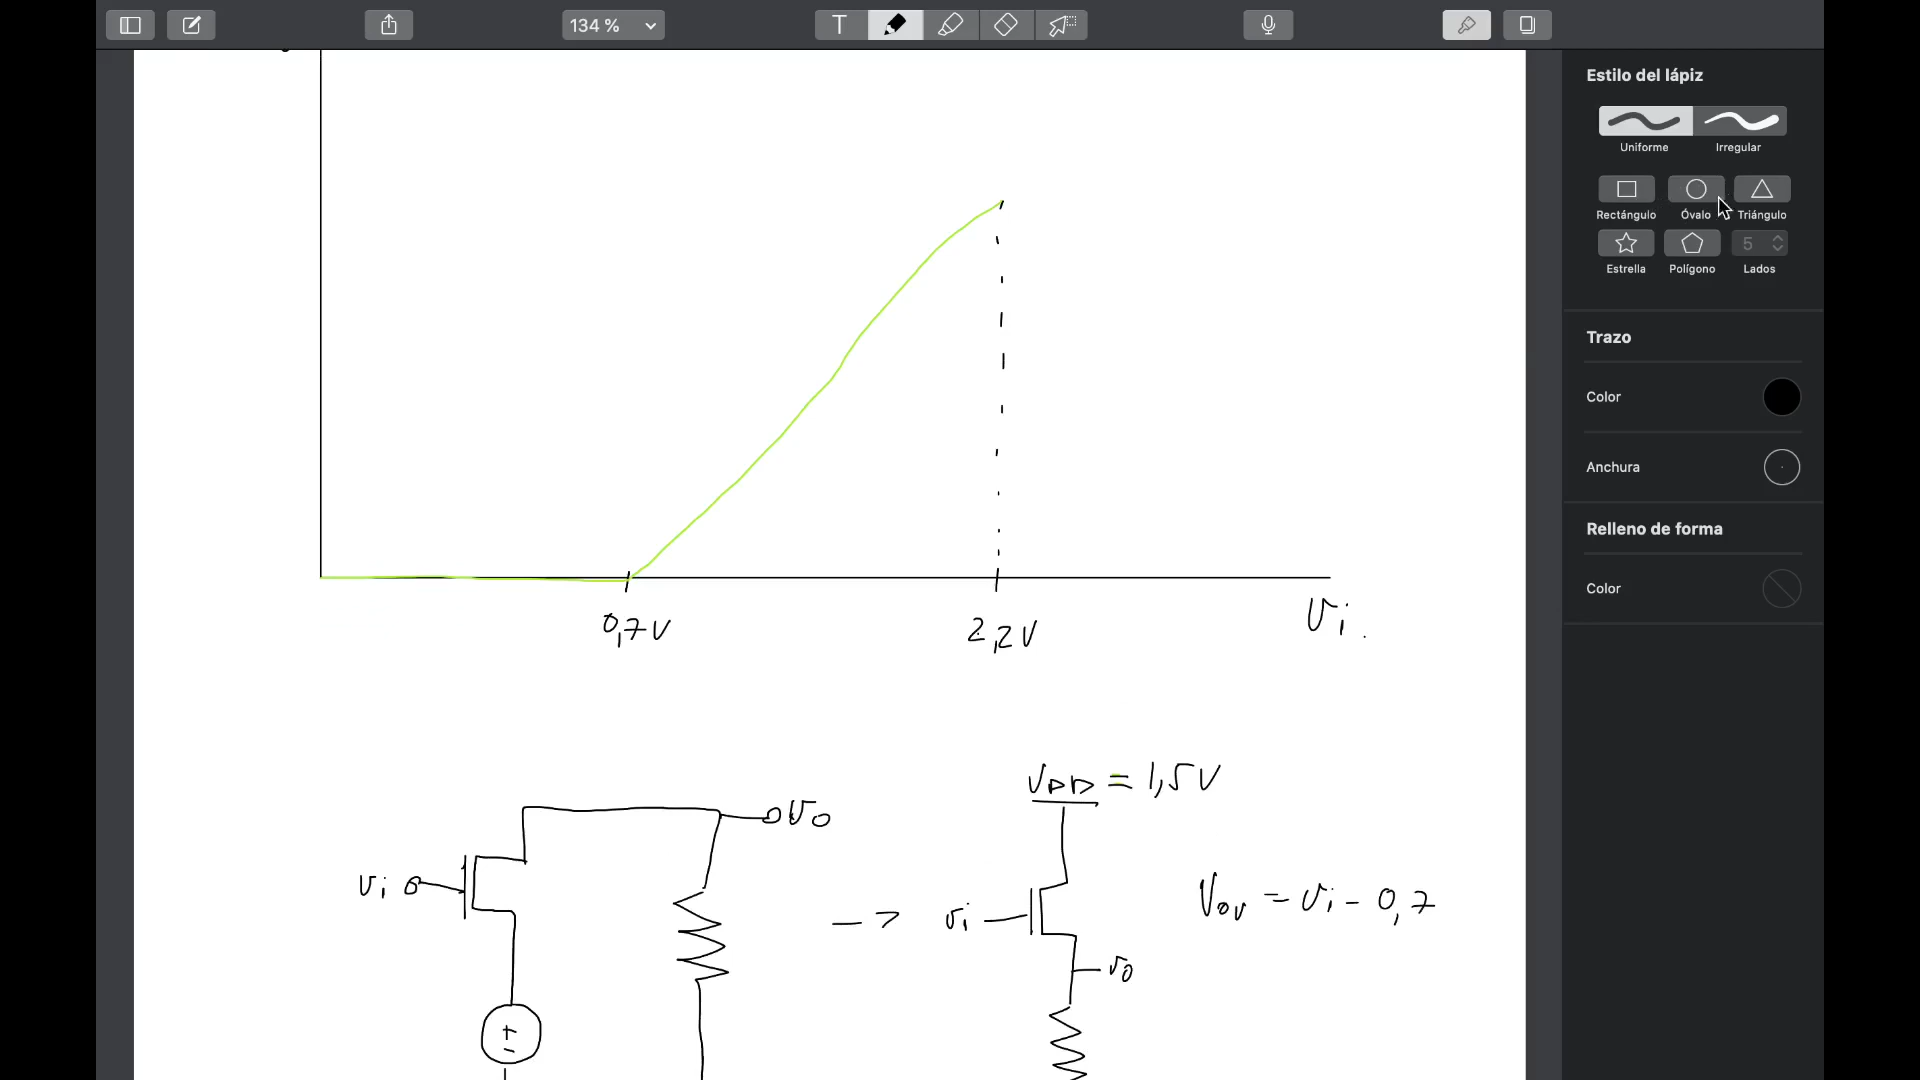 134 %
T
Estilo del lápiz
Uniforme
Irregular
Rectángulo
Óvalo
Triángulo
5
Estrella
Polígono
Lados
Trazo
Color
Anchura
Relleno de forma
Color
0,7V
2,2V
Vi
VDD = 1,5V
Vo
Vi
-> Vi
Vov = Vi - 0,7
Vo
+
-